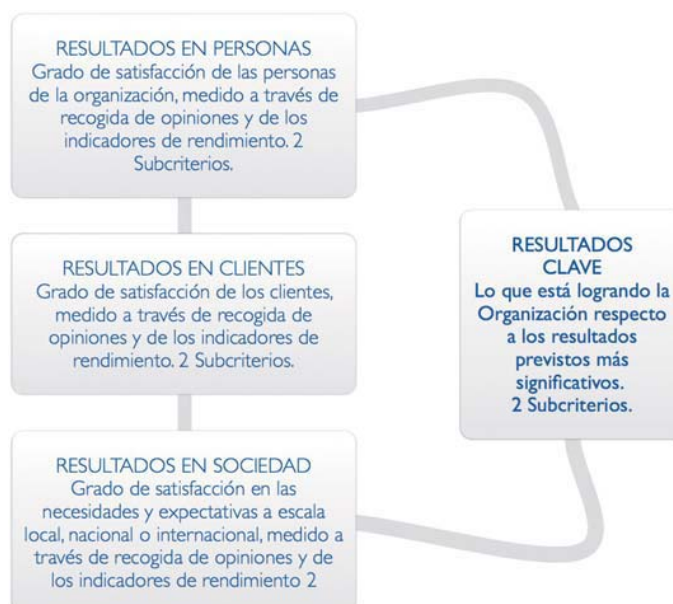 RESULTADOS EN PERSONAS
Grado de satisfacción de las personas
de la organización, medido a través de
recogida de opiniones y de los
indicadores de rendimiento. 2
Subcriterios.
RESULTADOS EN CLIENTES
Grado de satisfacción de los clientes,
medido a través de recogida de
opiniones y de los indicadores de
rendimiento. 2 Subcriterios.
RESULTADOS EN SOCIEDAD
Grado de satisfacción en las
necesidades y expectativas a escala
local, nacional o internacional, medido a
través de recogida de opiniones y de
los indicadores de rendimiento 2
RESULTADOS
CLAVE
Lo que está logrando la
Organización respecto
a los resultados
previstos más
significativos.
2 Subcriterios.